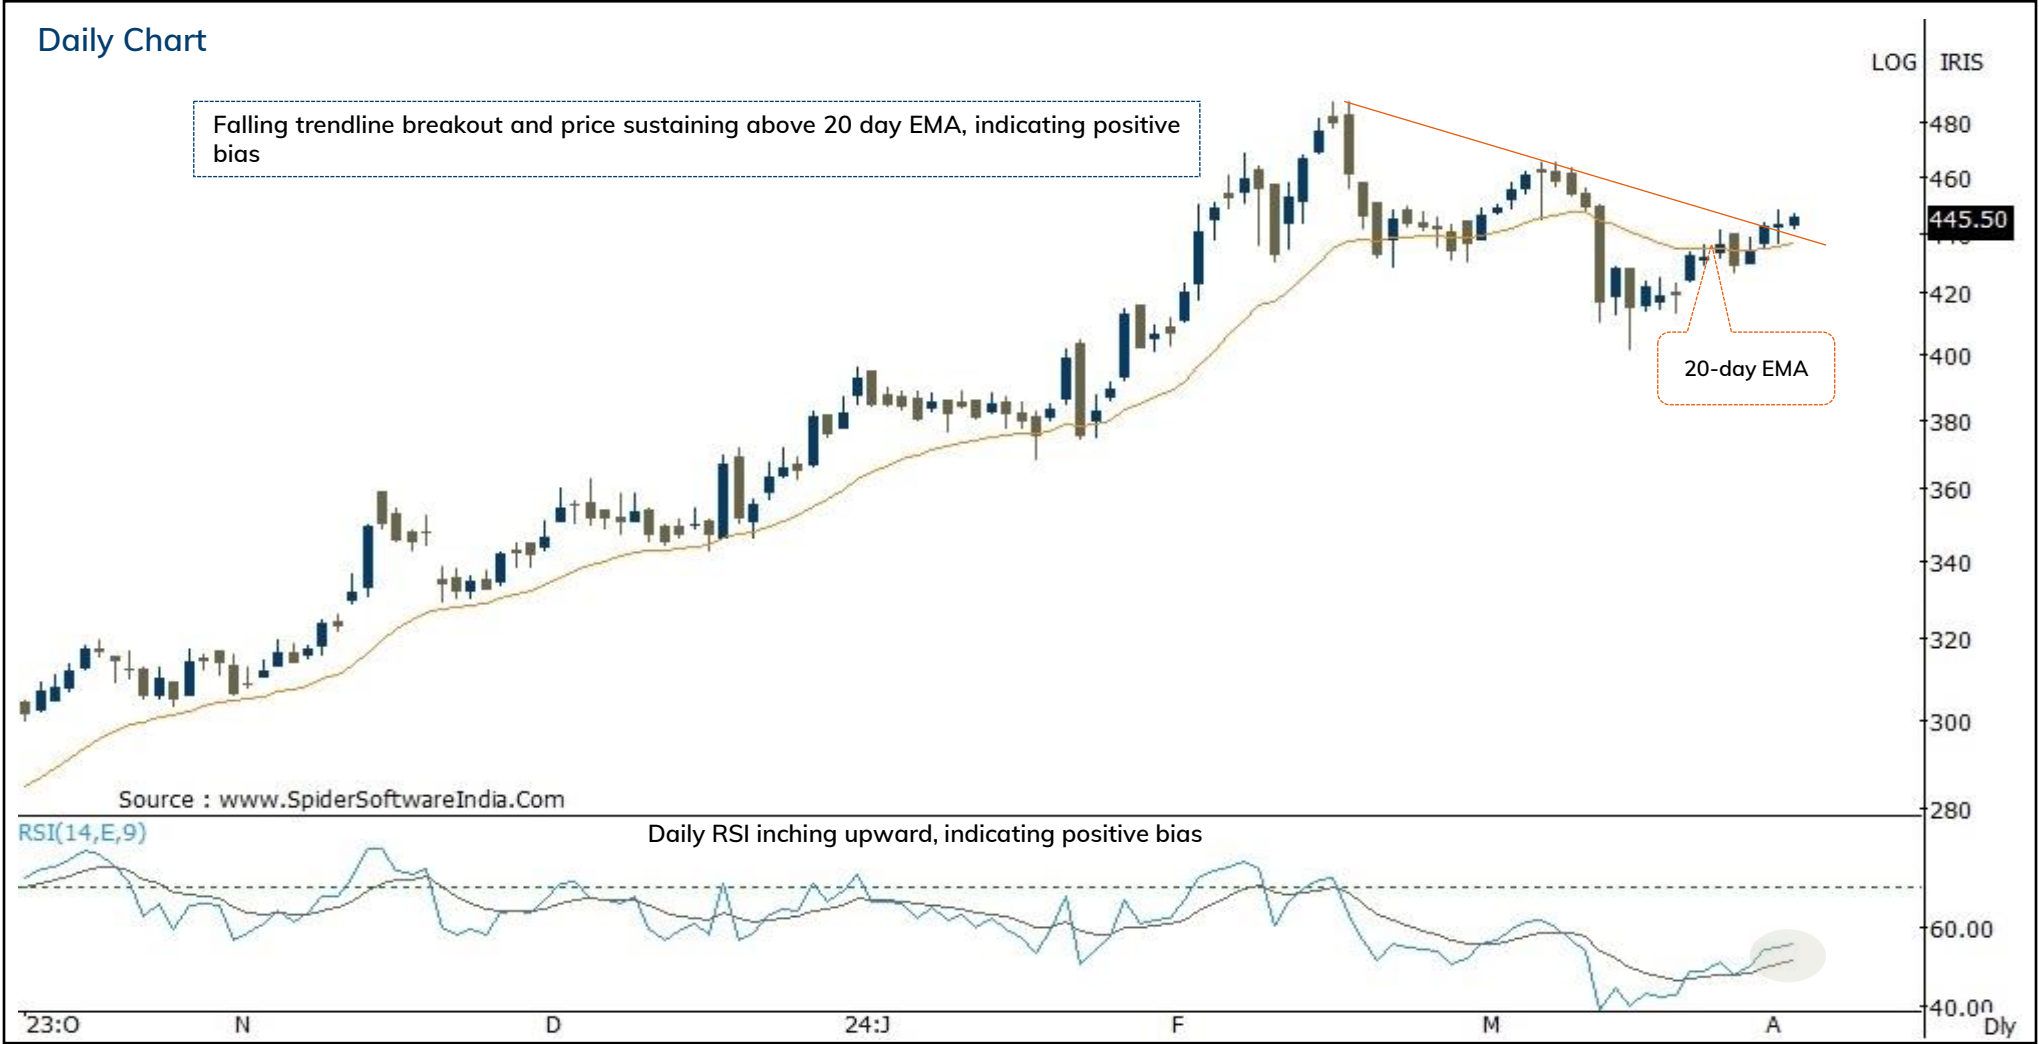 Daily Chart
LOG IRIS
Falling trendline breakout and price sustaining above 20 day EMA, indicating positive
bias
480
460
445.50
420
20-day EMA
400
380
360
340
320
300
Source : www.SpiderSoftwareIndia.Com
280
RSI(14,E,9)
Daily RSI inching upward, indicating positive bias
60.00
40.00
'23:O N D 24:J F M A Dly